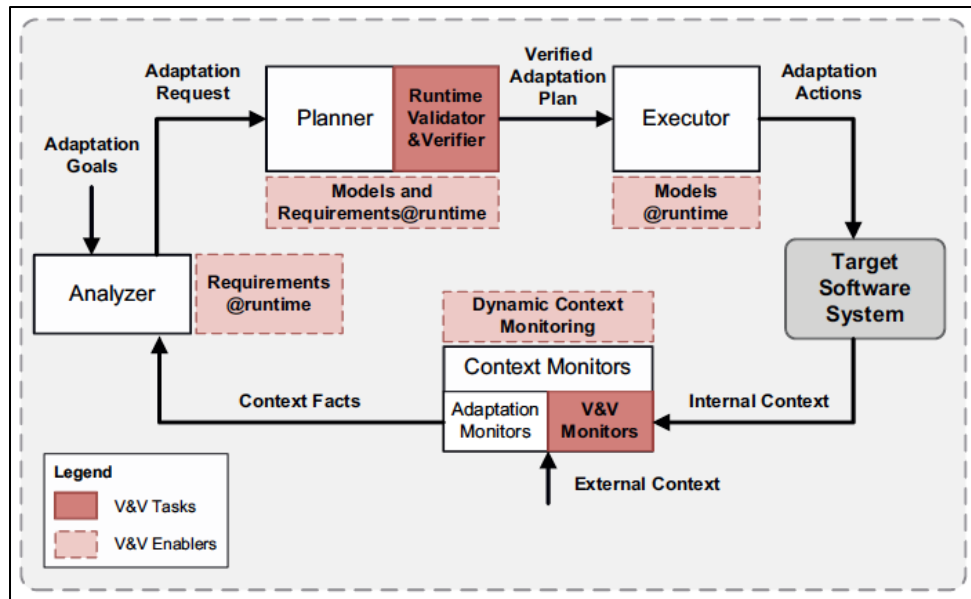 Adaptation
Request
Verified
Adaptation
Plan
Adaptation
Actions
Adaptation
Goals
Planner
Runtime
Validator
&Verifier
Executor
Models and
Requirements@runtime
Models
@runtime
Analyzer
Requirements
@runtime
Target
Software
System
Dynamic Context
Monitoring
Context Monitors
Adaptation
Monitors
V&V
Monitors
Context Facts
Internal Context
External Context
Legend
V&V Tasks
V&V Enablers